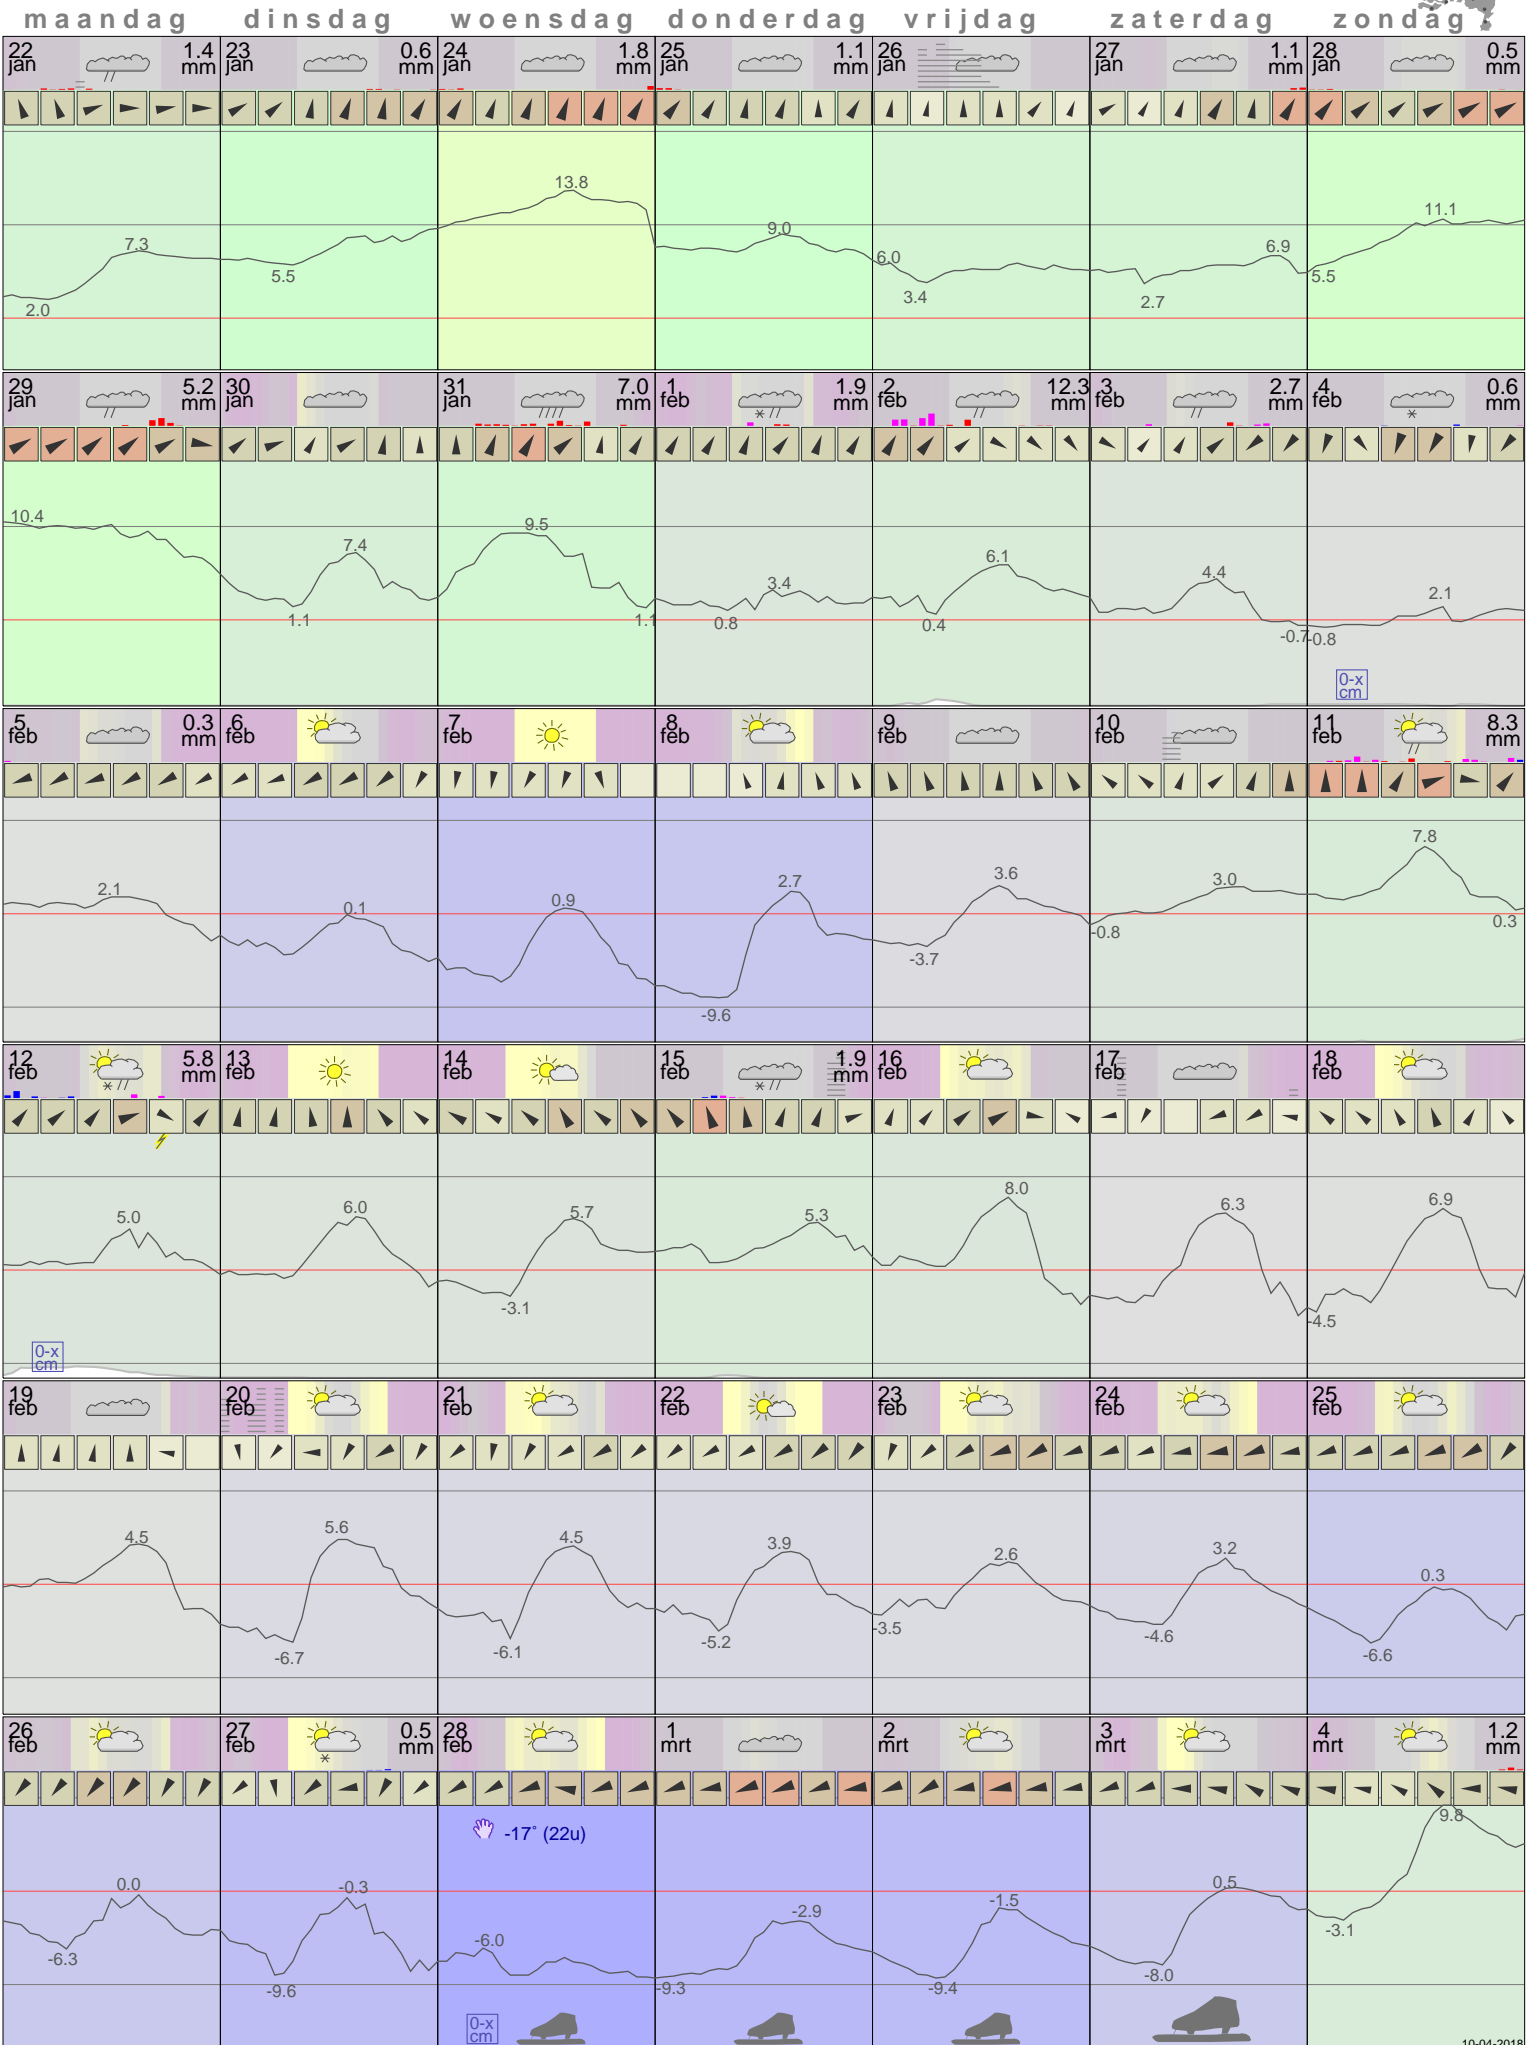 maandag dinsdag woensdag donderdag vrijdag zaterdag zondag
22 1.4 23 0.6 24 1.8 25 1.1 26 27 1.1 28 0.5
jan mm jan mm jan mm jan mm jan jan mm jan mm
13.8
11.1
9.0
7.3 6.9
6.0
5.5 5.5
3.4
2.7
2.0
29 5.2 30 31 7.0 1 1.9 2 12.3 3 2.7 4 0.6
jan mm jan jan mm feb mm feb mm feb mm feb mm
10.4
9.5
7.4
6.1
4.4
3.4
2.1
1.1 1.1
0.8 0.4
-0.7 -0.8
0-x
cm
5 0.3 6 7 8 9 10 11 8.3
feb mm feb feb feb feb feb feb mm
7.8
2.1 2.7 3.6 3.0
0.1 0.9
0.3
-0.8
-3.7
-9.6
12 5.8 13 14 15 1.9 16 17 18
feb mm feb feb feb mm feb feb feb
8.0
5.0 6.0 5.7 5.3 6.3 6.9
-3.1
-4.5
0-x
cm
19 20 21 22 23 24 25
feb feb feb feb feb feb feb
4.5 5.6 4.5 3.9 2.6 3.2
0.3
-6.7 -6.1 -5.2 -3.5 -4.6 -6.6
26 27 0.5 28 1 2 3 4 1.2
feb feb mm feb mrt mrt mrt mrt mm
9.8
-17° (22u)
0.0 -0.3 0.5
-1.5
-2.9
-3.1
-6.0
-6.3
-8.0
-9.6 -9.3 -9.4
0-x
cm
10-04-2018